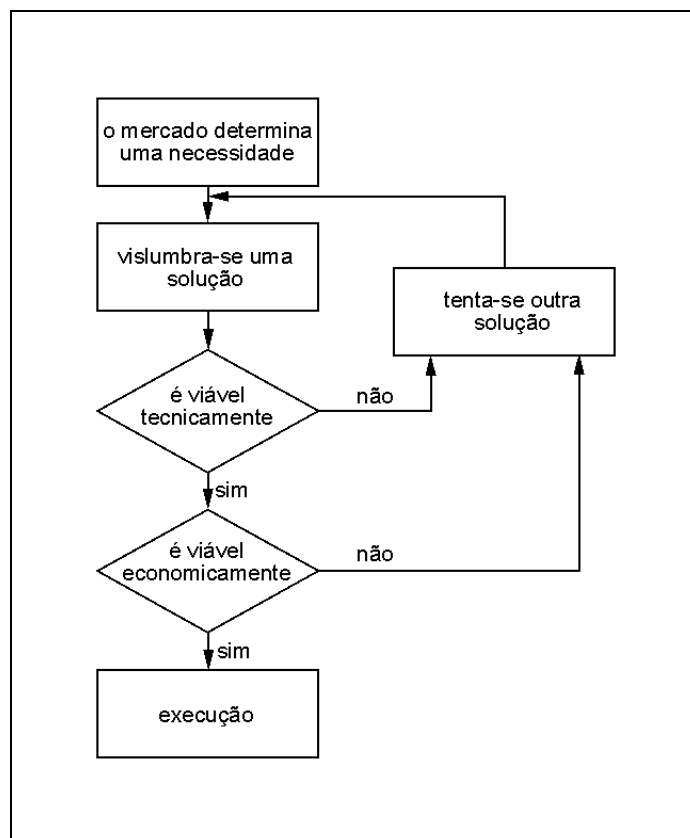 o mercado determina
uma necessidade
vislumbra-se uma
solução
tenta-se outra
solução
é viável
tecnicamente
não
sim
é viável
economicamente
não
sim
execução